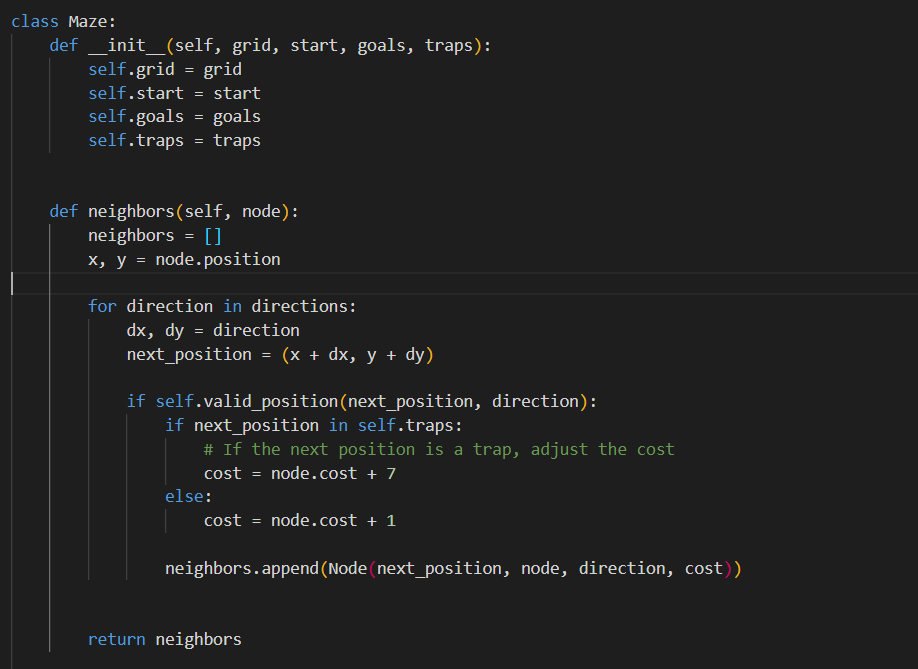 class Maze:
    def __init__(self, grid, start, goals, traps):
        self.grid = grid
        self.start = start
        self.goals = goals
        self.traps = traps
    def neighbors(self, node):
        neighbors = []
        x, y = node.position
        for direction in directions:
            dx, dy = direction
            next_position = (x + dx, y + dy)
            if self.valid_position(next_position, direction):
                if next_position in self.traps:
                    # If the next position is a trap, adjust the cost
                    cost = node.cost + 7
                else:
                    cost = node.cost + 1
                neighbors.append(Node(next_position, node, direction, cost))
        return neighbors